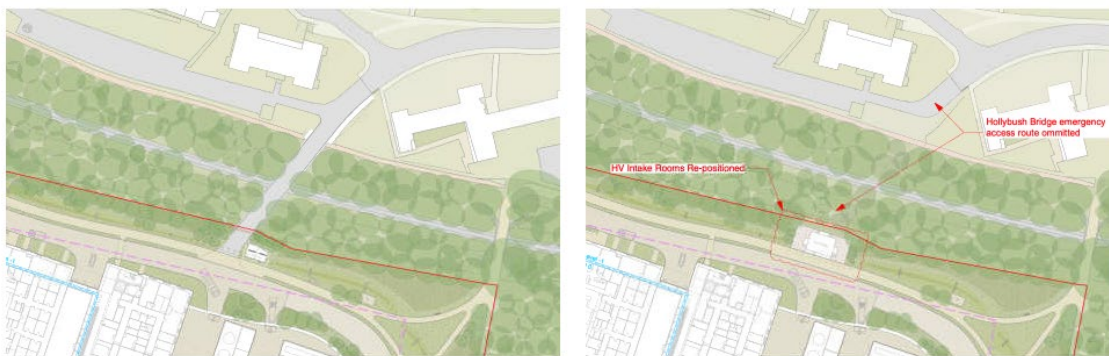 Hollybush Bridge emergency
access route ommitted
HV Intake Rooms Re-positioned